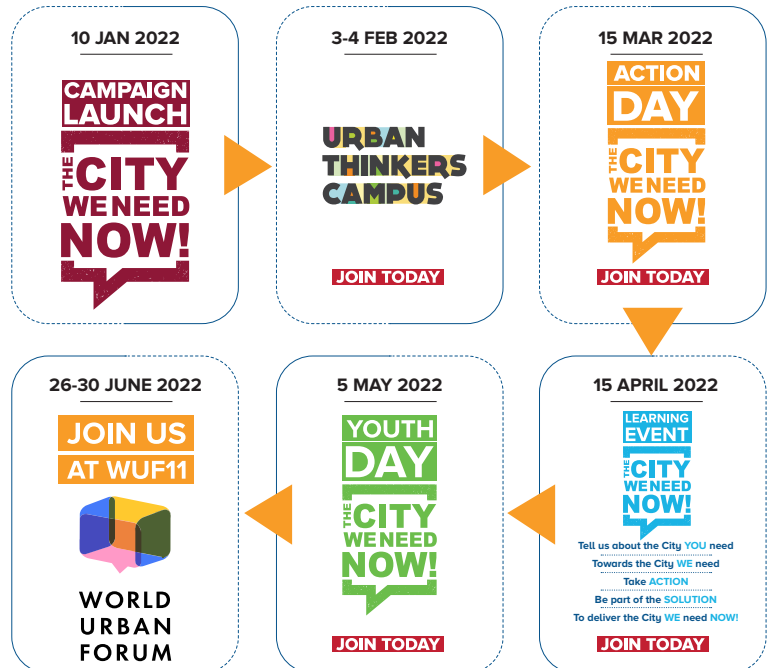 10 JAN 2022
CAMPAIGN
LAUNCH
THE CITY
WE NEED
NOW!
3-4 FEB 2022
URBAN
THINKERS
CAMPUS
JOIN TODAY
15 MAR 2022
ACTION
DAY
THE CITY
WE NEED
NOW!
JOIN TODAY
15 APRIL 2022
LEARNING
EVENT
THE CITY
WE NEED
NOW!
Tell us about the City YOU need
Towards the City WE need
Take ACTION
Be part of the SOLUTION
To deliver the City WE need NOW!
JOIN TODAY
5 MAY 2022
YOUTH
DAY
THE CITY
WE NEED
NOW!
JOIN TODAY
26-30 JUNE 2022
JOIN US
AT WUF11
WORLD
URBAN
FORUM